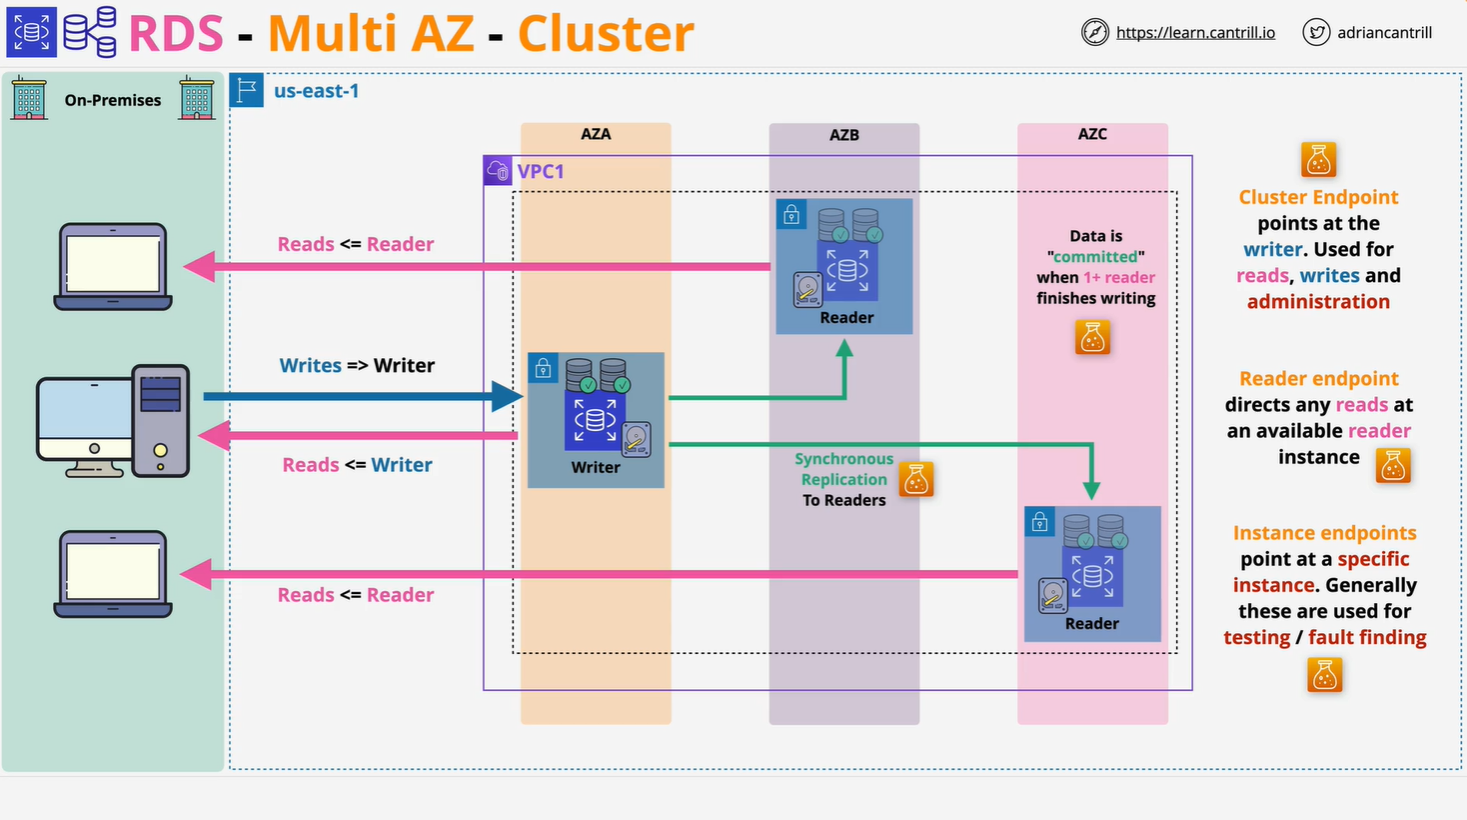 RDS - Multi AZ - Cluster
https://learn.cantrill.io
adriancantrill
On-Premises
us-east-1
AZA
AZB
AZC
VPC1
Reads <= Reader
Writes => Writer
Reads <= Writer
Reads <= Reader
Reader
Writer
Synchronous
Replication
To Readers
Data is
"committed"
when 1+ reader
finishes writing
Reader
Cluster Endpoint
points at the
writer. Used for
reads, writes and
administration
Reader endpoint
directs any reads at
an available reader
instance
Instance endpoints
point at a specific
instance. Generally
these are used for
testing / fault finding